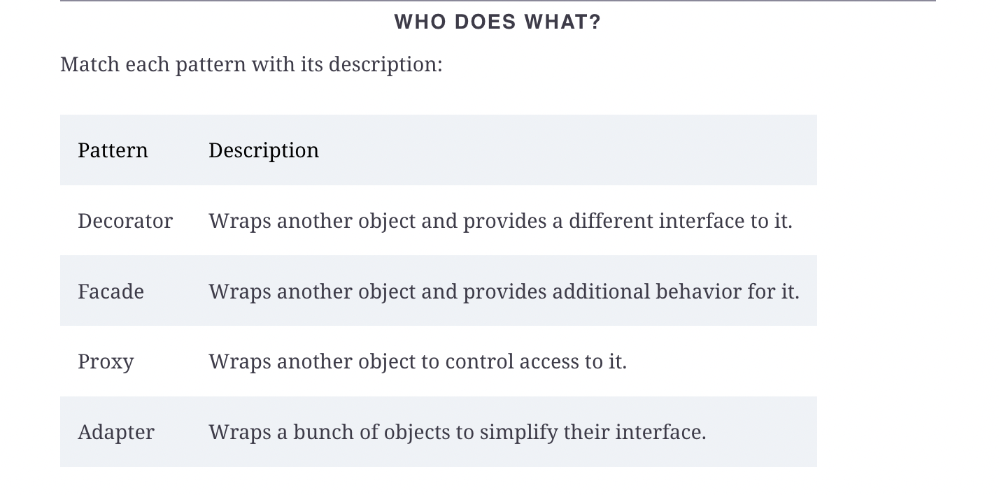 WHO DOES WHAT?
Match each pattern with its description:
Pattern Description
Decorator Wraps another object and provides a different interface to it.
Facade Wraps another object and provides additional behavior for it.
Proxy Wraps another object to control access to it.
Adapter Wraps a bunch of objects to simplify their interface.